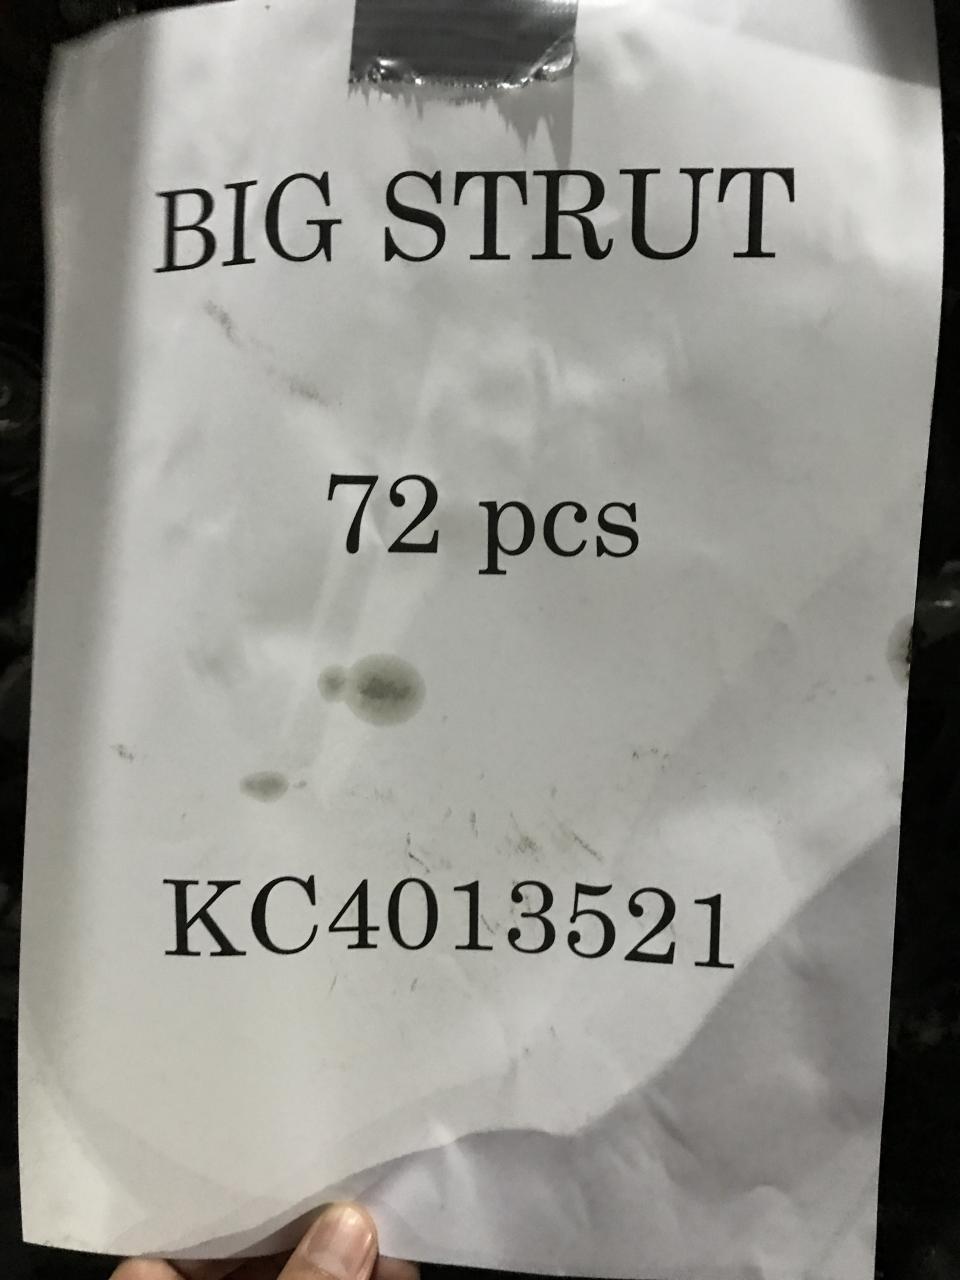 BIG STRUT
72 pcs
KC4013521